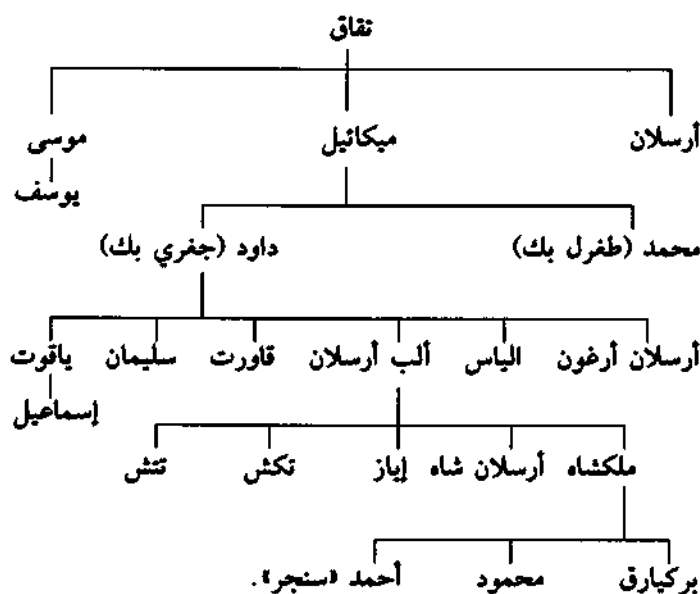 تقاق
أرسلان ميكائيل موسى
يوسف
محمد (طغرل بك) داود (جغري بك)
أرسلان أرغون الياس ألب أرسلان قاورت سليمان ياقوت
إسماعيل
ملكشاه أرسلان شاه إياز تكش تتش
بركيارق محمود أحمد «سنجر».